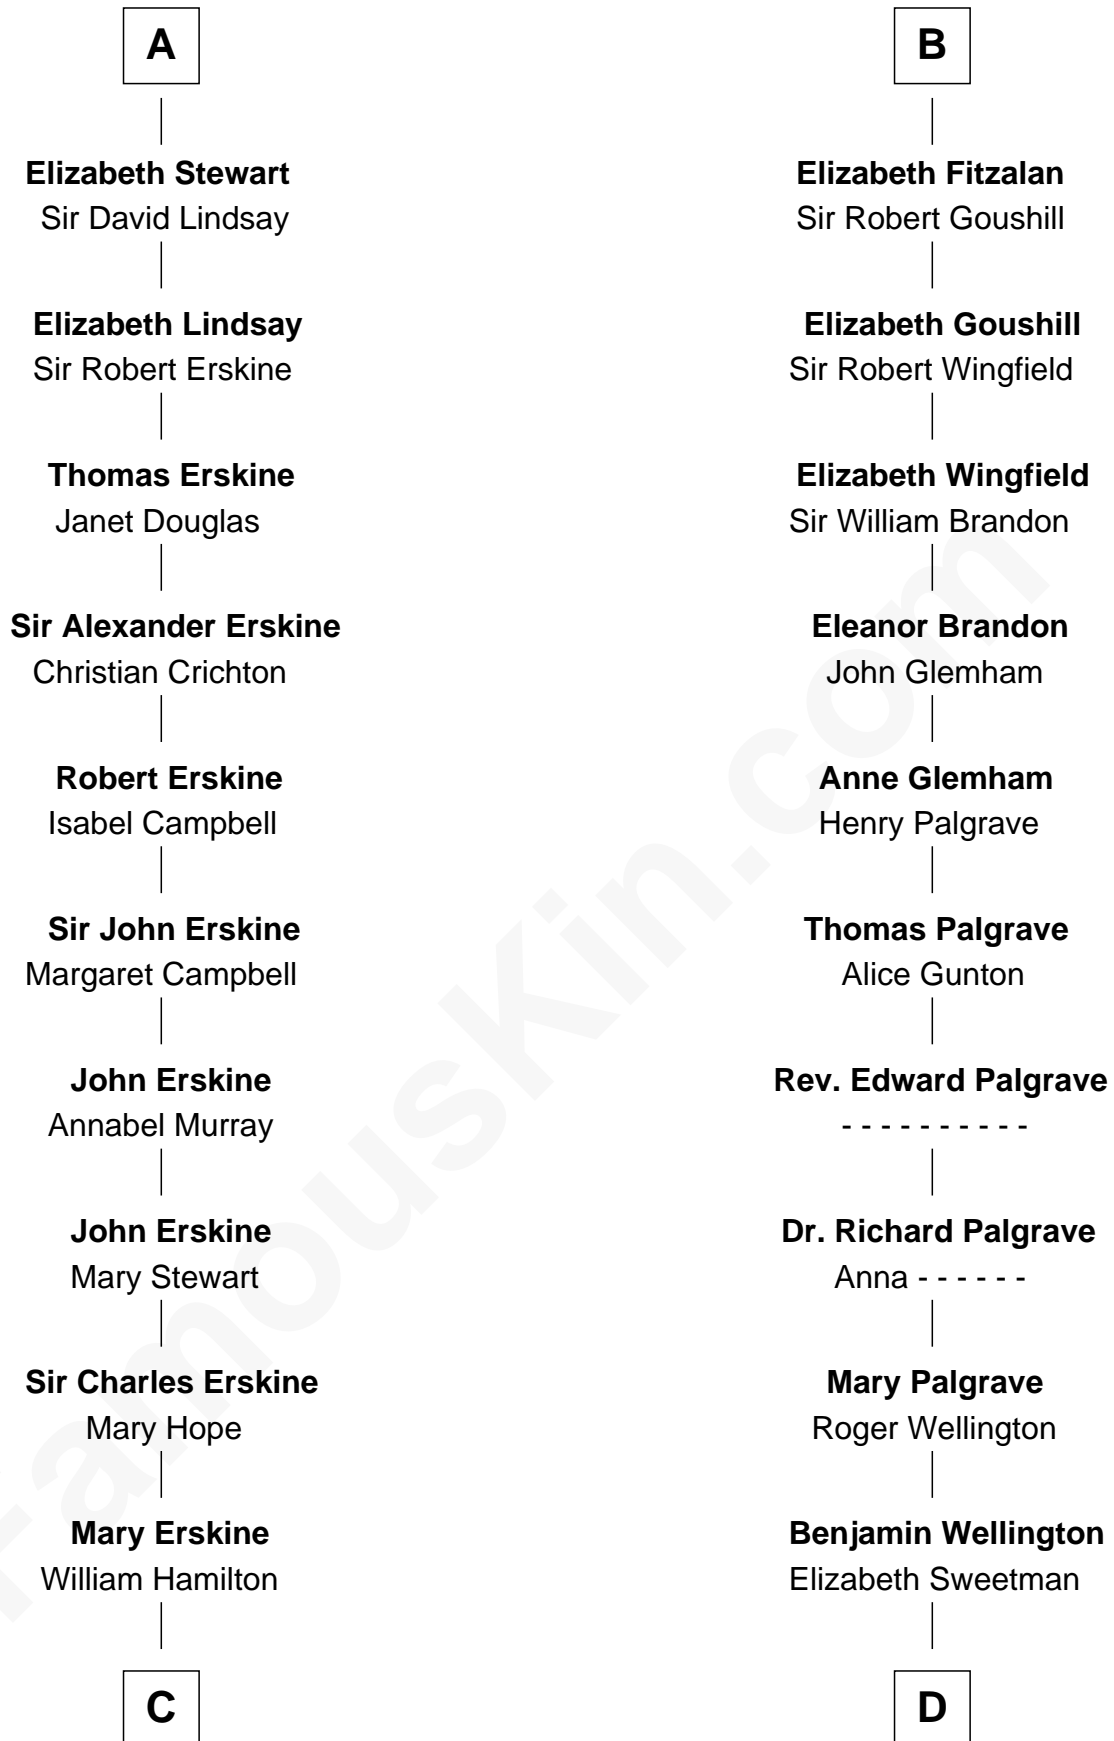 A
Elizabeth Stewart
Sir David Lindsay
Elizabeth Lindsay
Sir Robert Erskine
Thomas Erskine
Janet Douglas
Sir Alexander Erskine
Christian Crichton
Robert Erskine
Isabel Campbell
Sir John Erskine
Margaret Campbell
John Erskine
Annabel Murray
John Erskine
Mary Stewart
Sir Charles Erskine
Mary Hope
Mary Erskine
William Hamilton
C
B
Elizabeth Fitzalan
Sir Robert Goushill
Elizabeth Goushill
Sir Robert Wingfield
Elizabeth Wingfield
Sir William Brandon
Eleanor Brandon
John Glemham
Anne Glemham
Henry Palgrave
Thomas Palgrave
Alice Gunton
Rev. Edward Palgrave
- - - - - - - - - -
Dr. Richard Palgrave
Anna - - - - - -
Mary Palgrave
Roger Wellington
Benjamin Wellington
Elizabeth Sweetman
D
FamousKin.com